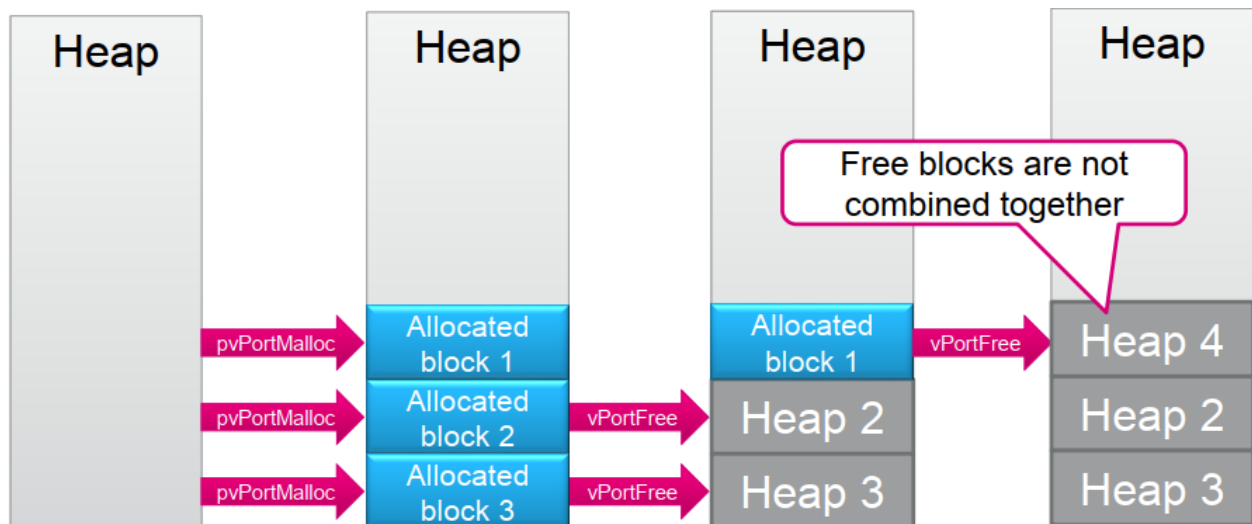 Heap
Heap
Heap
Heap
Free blocks are not
combined together
pvPortMalloc
Allocated
block 1
Allocated
block 1
vPortFree
Heap 4
pvPortMalloc
Allocated
block 2
vPortFree
Heap 2
Heap 2
pvPortMalloc
Allocated
block 3
vPortFree
Heap 3
Heap 3